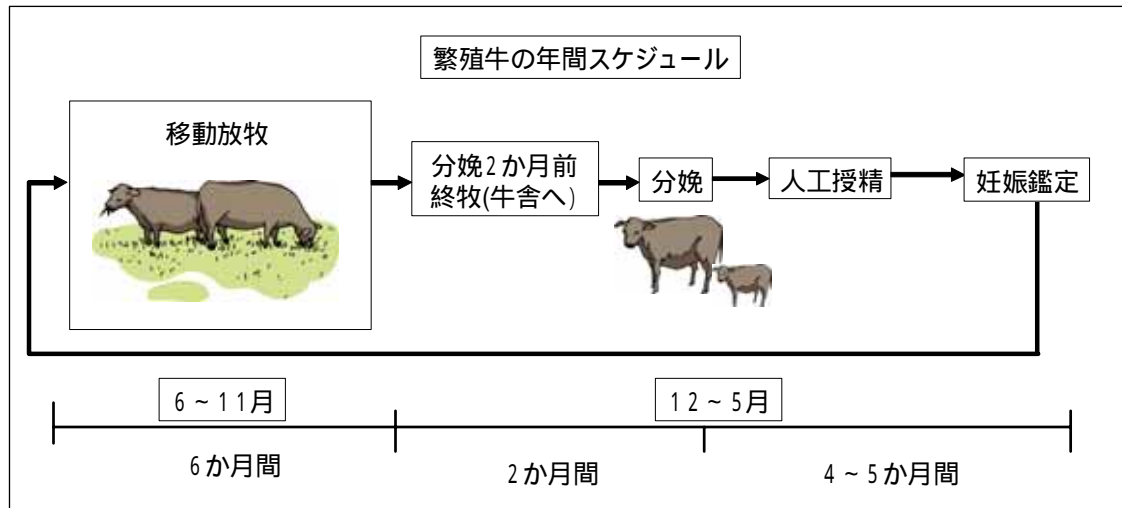 繁殖牛の年間スケジュール
移動放牧
分娩2か月前
終牧(牛舎へ)
分娩
人工授精
妊娠鑑定
6～11月
12～5月
6か月間
2か月間
4～5か月間